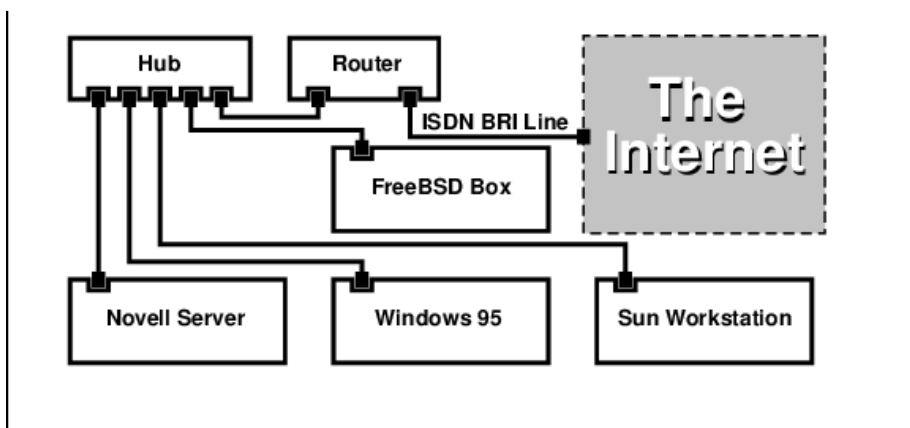 Hub
Router
The
Internet
ISDN BRI Line
FreeBSD Box
Novell Server
Windows 95
Sun Workstation